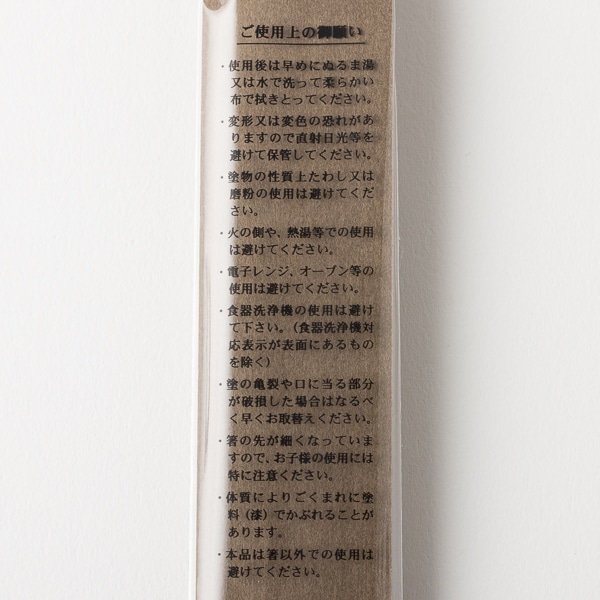 ご使用上の御願い
・使用後は早めにぬるま湯
又は水で洗って柔らかい
布で拭きとってください。
・変形又は変色の恐れがあ
りますので直射日光等を
避けて保管してください。
・塗物の性質上たわし又は
磨粉の使用は避けてくだ
さい。
・火の側や、熱湯等での使用
は避けてください。
・電子レンジ、オーブン等の
使用は避けてください。
・食器洗浄機の使用は避け
て下さい。（食器洗浄機対
応表示が表面にあるもの
を除く）
・塗の亀裂や口に当る部分
が破損した場合はなるべ
く早くお取替えください。
・箸の先が細くなっていま
すので、お子様の使用には
特に注意ください。
・体質によりごくまれに塗
料（漆）でかぶれることが
あります。
・本品は箸以外での使用は
避けてください。